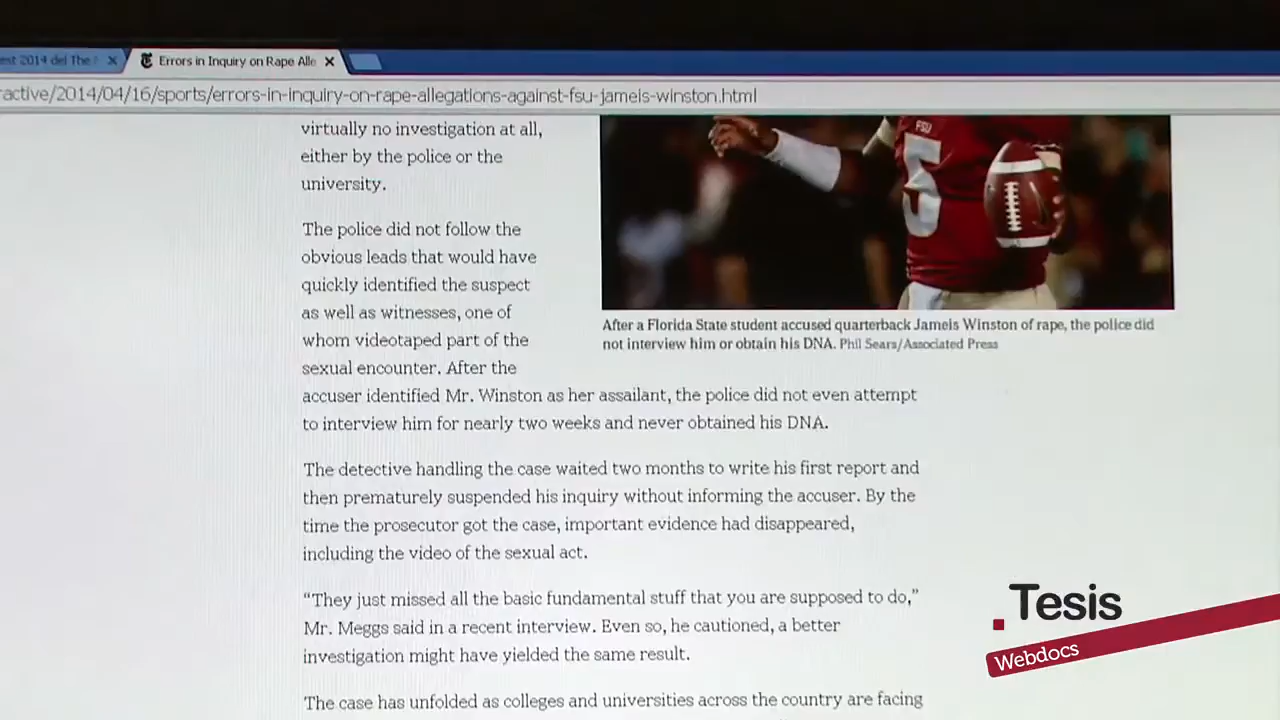 est 2014 del The
Errors in Inquiry on Rape Alle
ractive/2014/04/16/sports/errors-in-inquiry-on-rape-allegations-against-fsu-jameis-winston.html
virtually no investigation at all,
either by the police or the
university.
The police did not follow the
obvious leads that would have
quickly identified the suspect
as well as witnesses, one of
whom videotaped part of the
sexual encounter. After the
accuser identified Mr. Winston as her assailant, the police did not even attempt
to interview him for nearly two weeks and never obtained his DNA.
FSU
5
After a Florida State student accused quarterback Jameis Winston of rape, the police did
not interview him or obtain his DNA. Phil Sears/Associated Press
The detective handling the case waited two months to write his first report and
then prematurely suspended his inquiry without informing the accuser. By the
time the prosecutor got the case, important evidence had disappeared,
including the video of the sexual act.
“They just missed all the basic fundamental stuff that you are supposed to do,”
Mr. Meggs said in a recent interview. Even so, he cautioned, a better
investigation might have yielded the same result.
The case has unfolded as colleges and universities across the country are facing
.Tesis
Webdocs